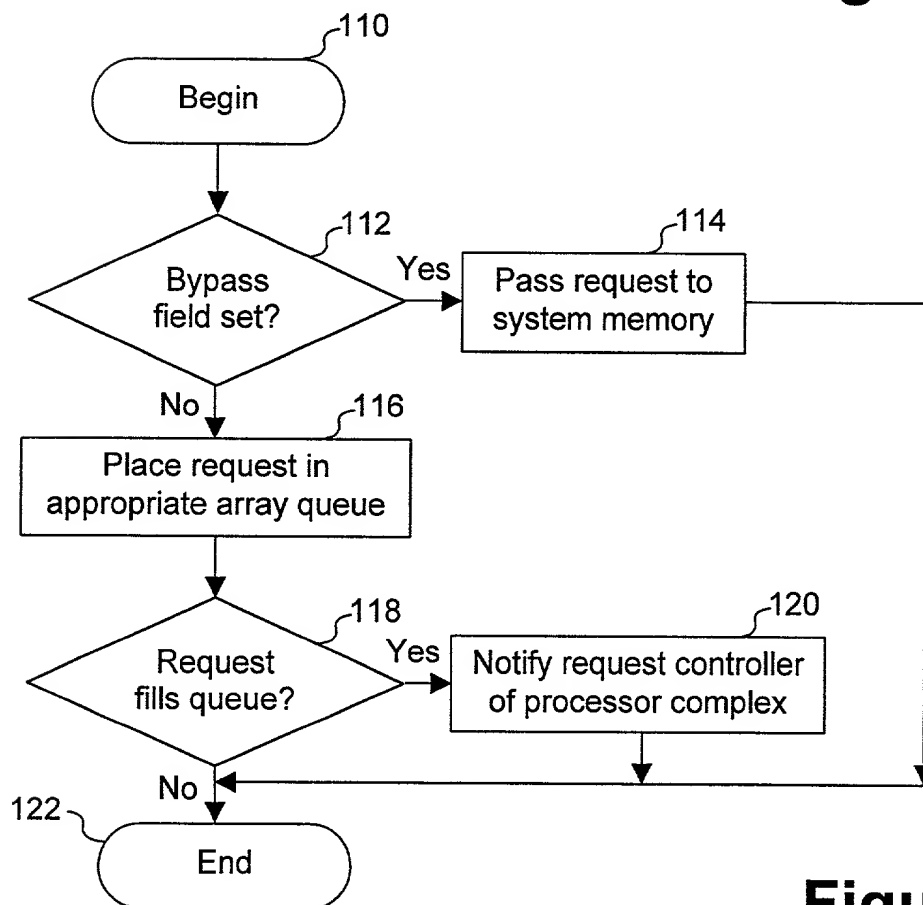 110
Begin
112
Bypass
field set?
Yes
114
Pass request to
system memory
No
116
Place request in
appropriate array queue
118
Request
fills queue?
Yes
120
Notify request controller
of processor complex
No
122
End